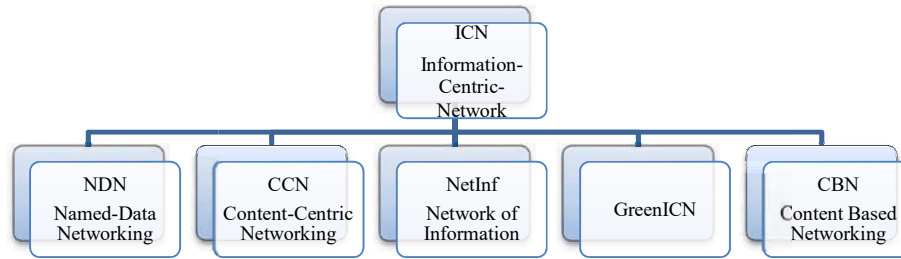 ICN
Information-
Centric-
Network
NDN
Named-Data
Networking
CCN
Content-Centric
Networking
NetInf
Network of
Information
GreenICN
CBN
Content Based
Networking